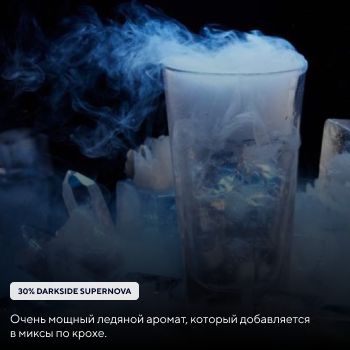 30% DARKSIDE SUPERNOVA
Очень мощный ледяной аромат, который добавляется
в миксы по крохе.